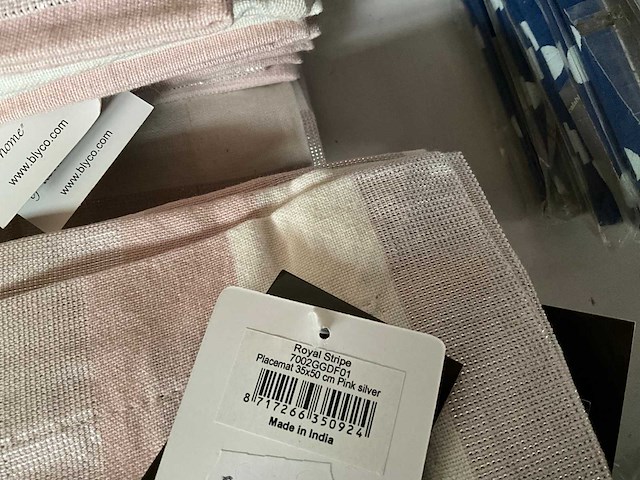 home
www.blyco.com
www.blyco.com
Royal Stripe
7002GGDF01
Placemat 35x50 cm Pink silver
8 717266 350924
Made in India